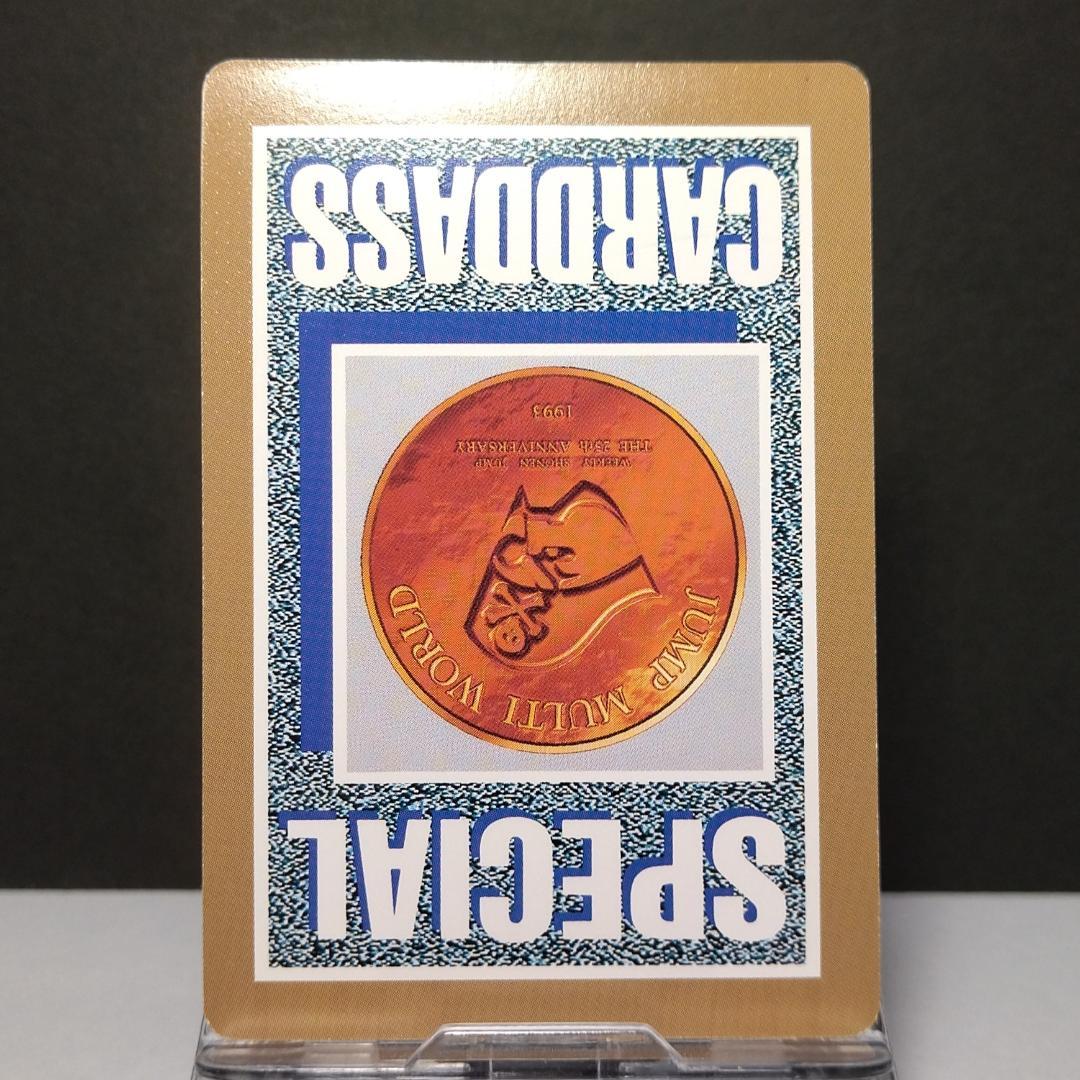 SPECIAL
JUMP MULTI WORLD
WEEKLY SHONEN JUMP
THE 25th ANNIVERSARY
1993
CARDDASS